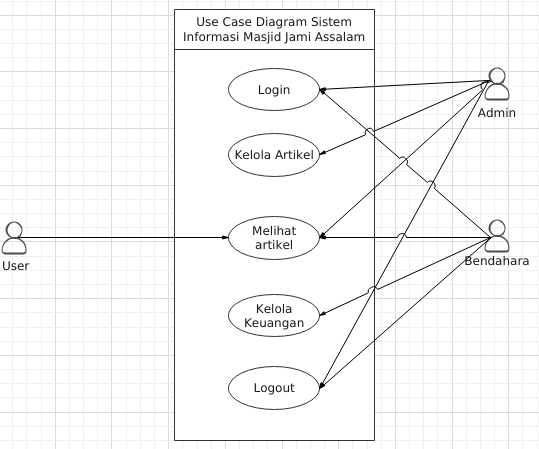 Use Case Diagram Sistem
Informasi Masjid Jami Assalam
Login
Admin
Kelola Artikel
Melihat
artikel
User
Bendahara
Kelola
Keuangan
Logout